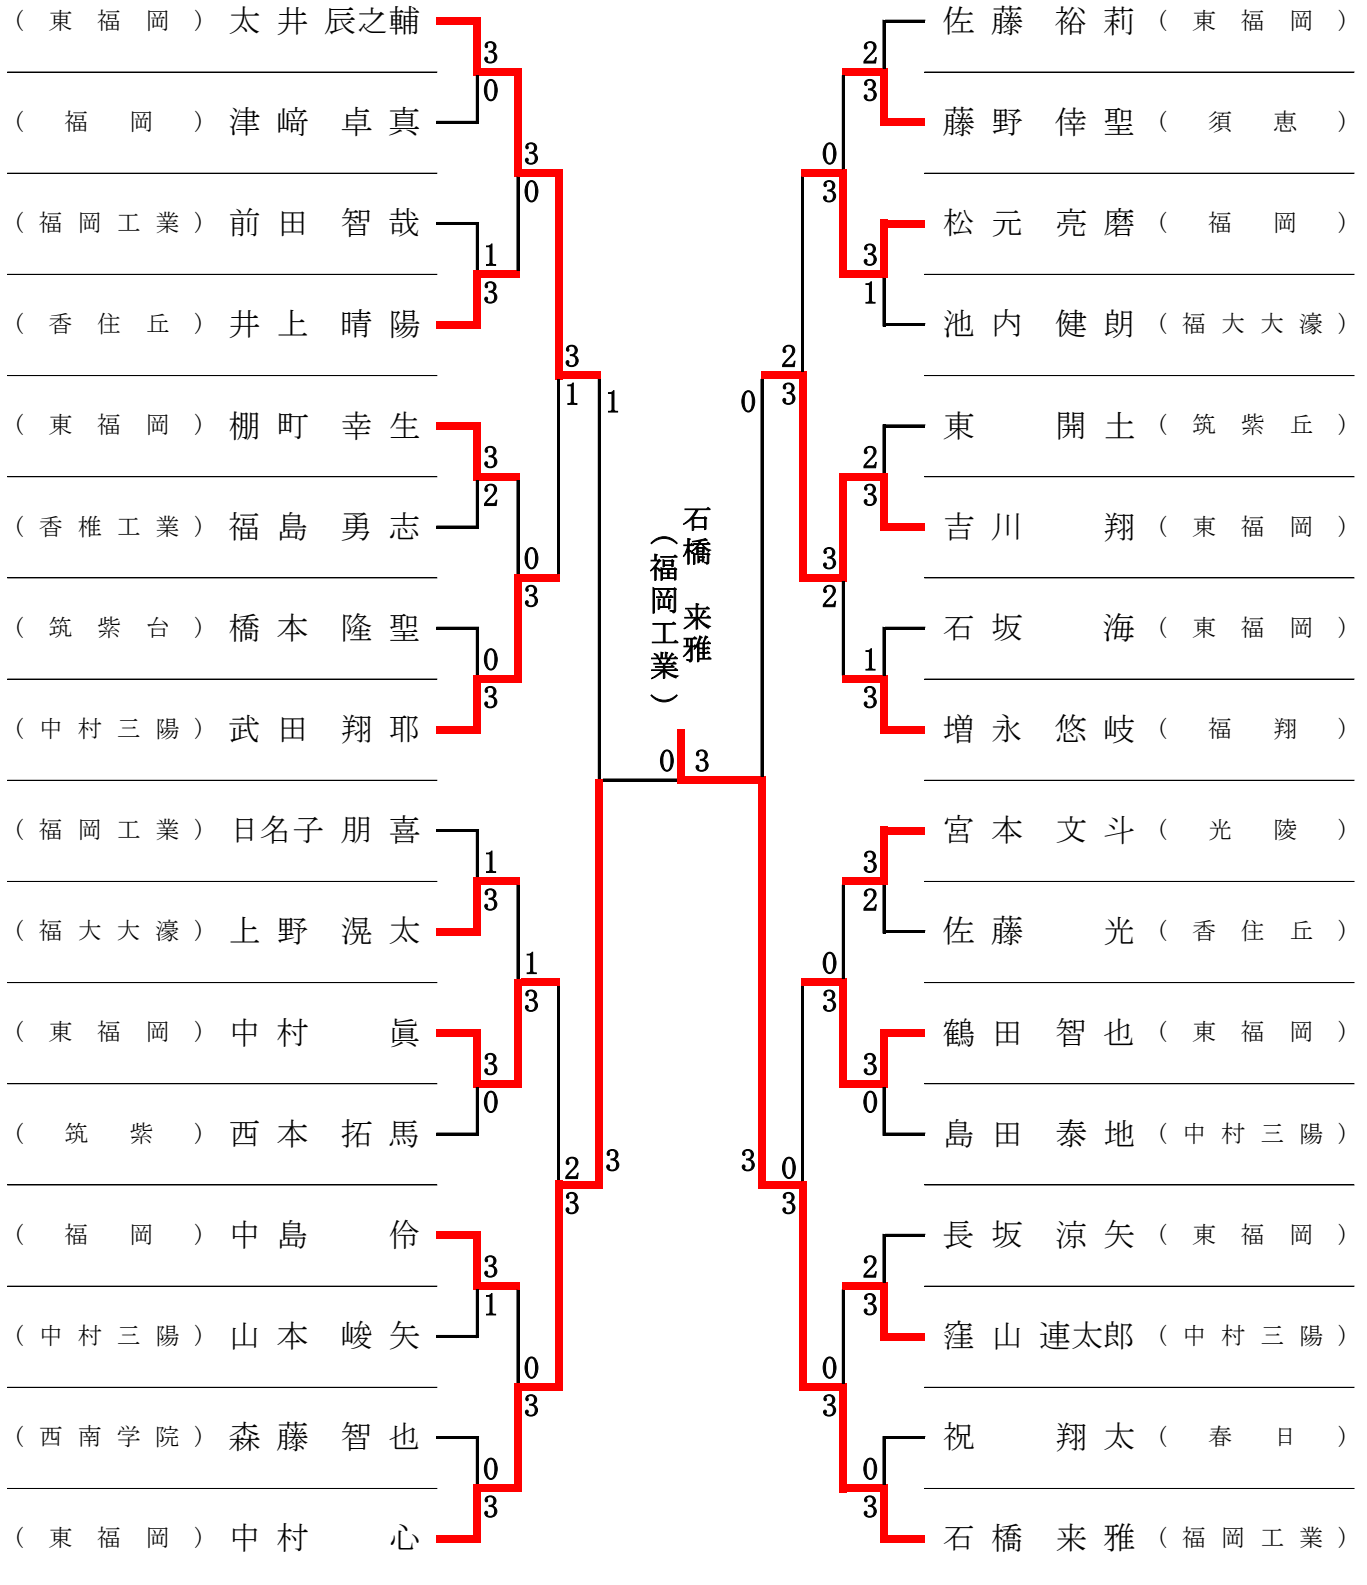 (東福岡) 太井 辰之輔
3
0
(福岡) 津﨑 卓真
3
0
(福岡工業) 前田 智哉
1
3
(香住丘) 井上 晴陽
3
1
1
(東福岡) 棚町 幸生
3
2
(香椎工業) 福島 勇志
0
3
(筑紫台) 橋本 隆聖
0
3
(中村三陽) 武田 翔耶
(福岡工業) 日名子 朋喜
1
3
(福大大濠) 上野 滉太
1
3
(東福岡) 中村 眞
3
0
(筑紫) 西本 拓馬
2
3
3
(福岡) 中島 伶
3
1
(中村三陽) 山本 峻矢
0
3
(西南学院) 森藤 智也
0
3
(東福岡) 中村 心
石橋 来雅
(福岡工業)
0 3
佐藤 裕莉 (東福岡)
2
3
藤野 倖聖 (須恵)
0
3
松元 亮磨 (福岡)
3
1
池内 健朗 (福大大濠)
2
3
0
東 開土 (筑紫丘)
2
3
吉川 翔 (東福岡)
3
2
石坂 海 (東福岡)
1
3
増永 悠岐 (福翔)
宮本 文斗 (光陵)
3
2
佐藤 光 (香住丘)
0
3
鶴田 智也 (東福岡)
3
0
島田 泰地 (中村三陽)
3
0
3
長坂 涼矢 (東福岡)
2
3
窪山 連太郎 (中村三陽)
0
3
祝 翔太 (春日)
0
3
石橋 来雅 (福岡工業)